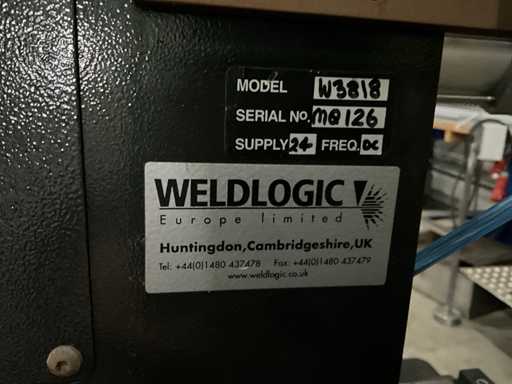 MODEL W3818
SERIAL No. MQ126
SUPPLY 24 FREQ. DC
WELDLOGIC
Europe limited
Huntingdon,Cambridgeshire,UK
Tel: +44(0)1480 437478 Fax: +44(0)1480 437479
www.weldlogic.co.uk